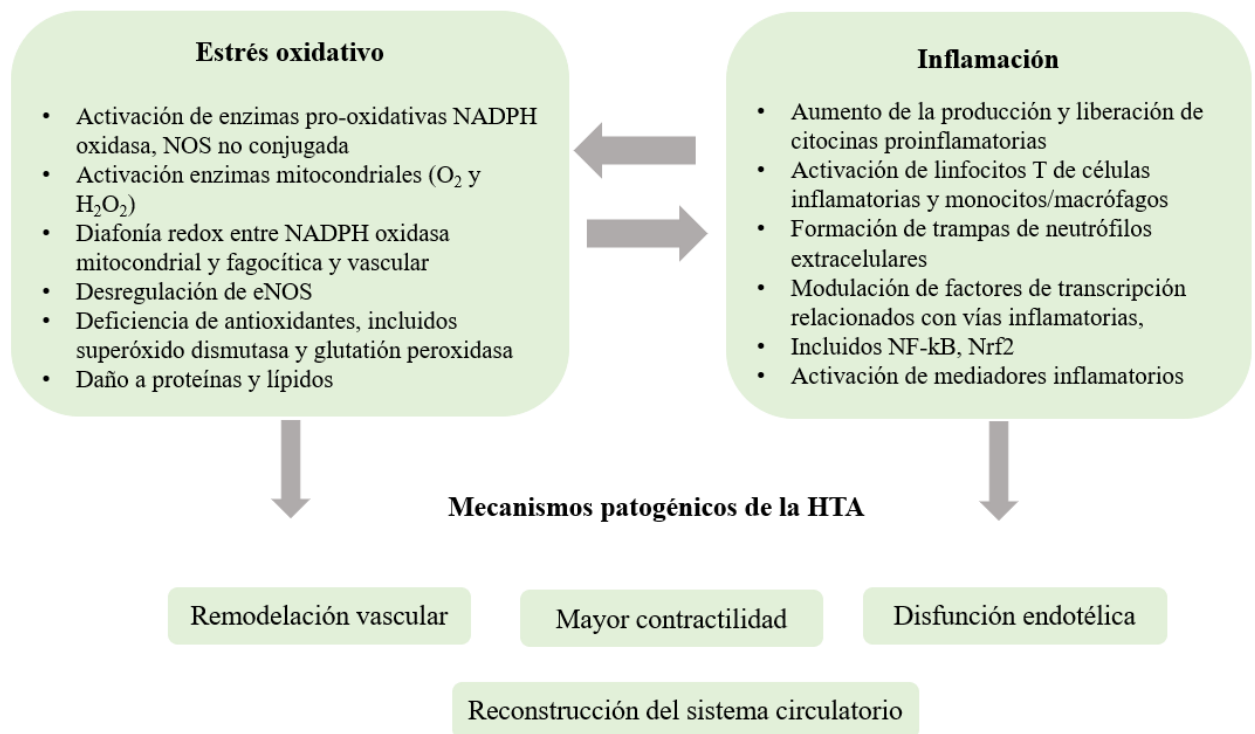 Estrés oxidativo
• Activación de enzimas pro-oxidativas NADPH
oxidasa, NOS no conjugada
• Activación enzimas mitocondriales (O₂ y
H₂O₂)
• Diafonía redox entre NADPH oxidasa
mitocondrial y fagocítica y vascular
• Desregulación de eNOS
• Deficiencia de antioxidantes, incluidos
superóxido dismutasa y glutatión peroxidasa
• Daño a proteínas y lípidos
Inflamación
• Aumento de la producción y liberación de
citocinas proinflamatorias
• Activación de linfocitos T de células
inflamatorias y monocitos/macrófagos
• Formación de trampas de neutrófilos
extracelulares
• Modulación de factores de transcripción
relacionados con vías inflamatorias,
• Incluidos NF-kB, Nrf2
• Activación de mediadores inflamatorios
Mecanismos patogénicos de la HTA
Remodelación vascular
Mayor contractilidad
Disfunción endotélica
Reconstrucción del sistema circulatorio